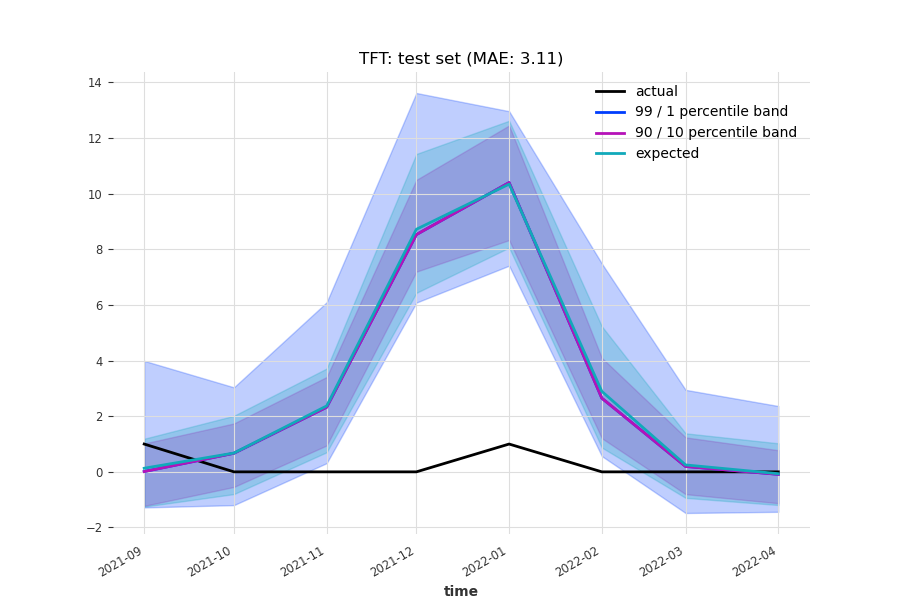 TFT: test set (MAE: 3.11)
actual
99 / 1 percentile band
90 / 10 percentile band
expected
14
12
10
8
6
4
2
0
−2
2021-09
2021-10
2021-11
2021-12
2022-01
2022-02
2022-03
2022-04
time